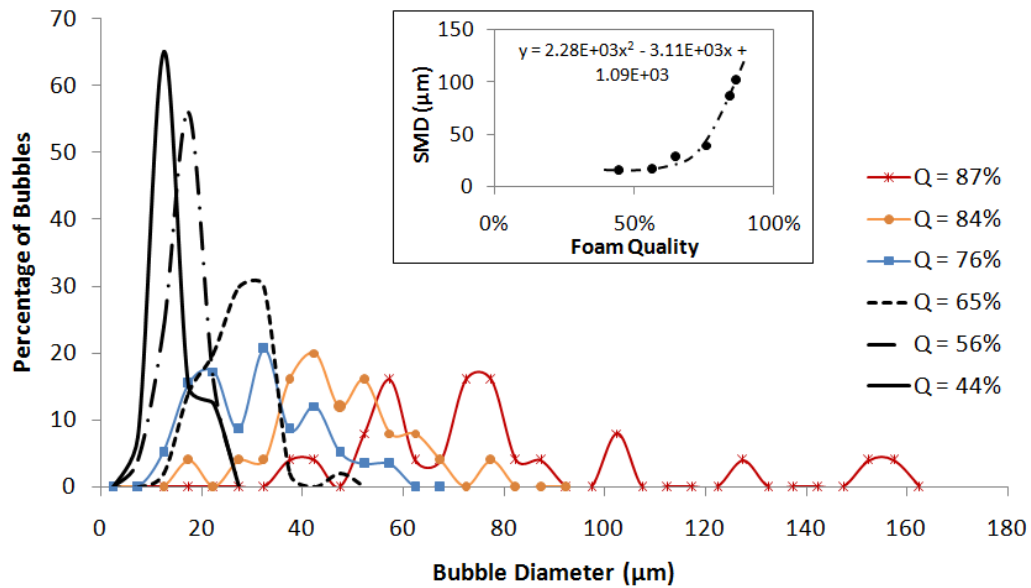 70
60
50
40
30
20
10
0
Percentage of Bubbles
0 20 40 60 80 100 120 140 160 180
Bubble Diameter (µm)
150
100
50
0
SMD (µm)
y = 2.28E+03x² - 3.11E+03x +
1.09E+03
0% 50% 100%
Foam Quality
Q = 87%
Q = 84%
Q = 76%
Q = 65%
Q = 56%
Q = 44%